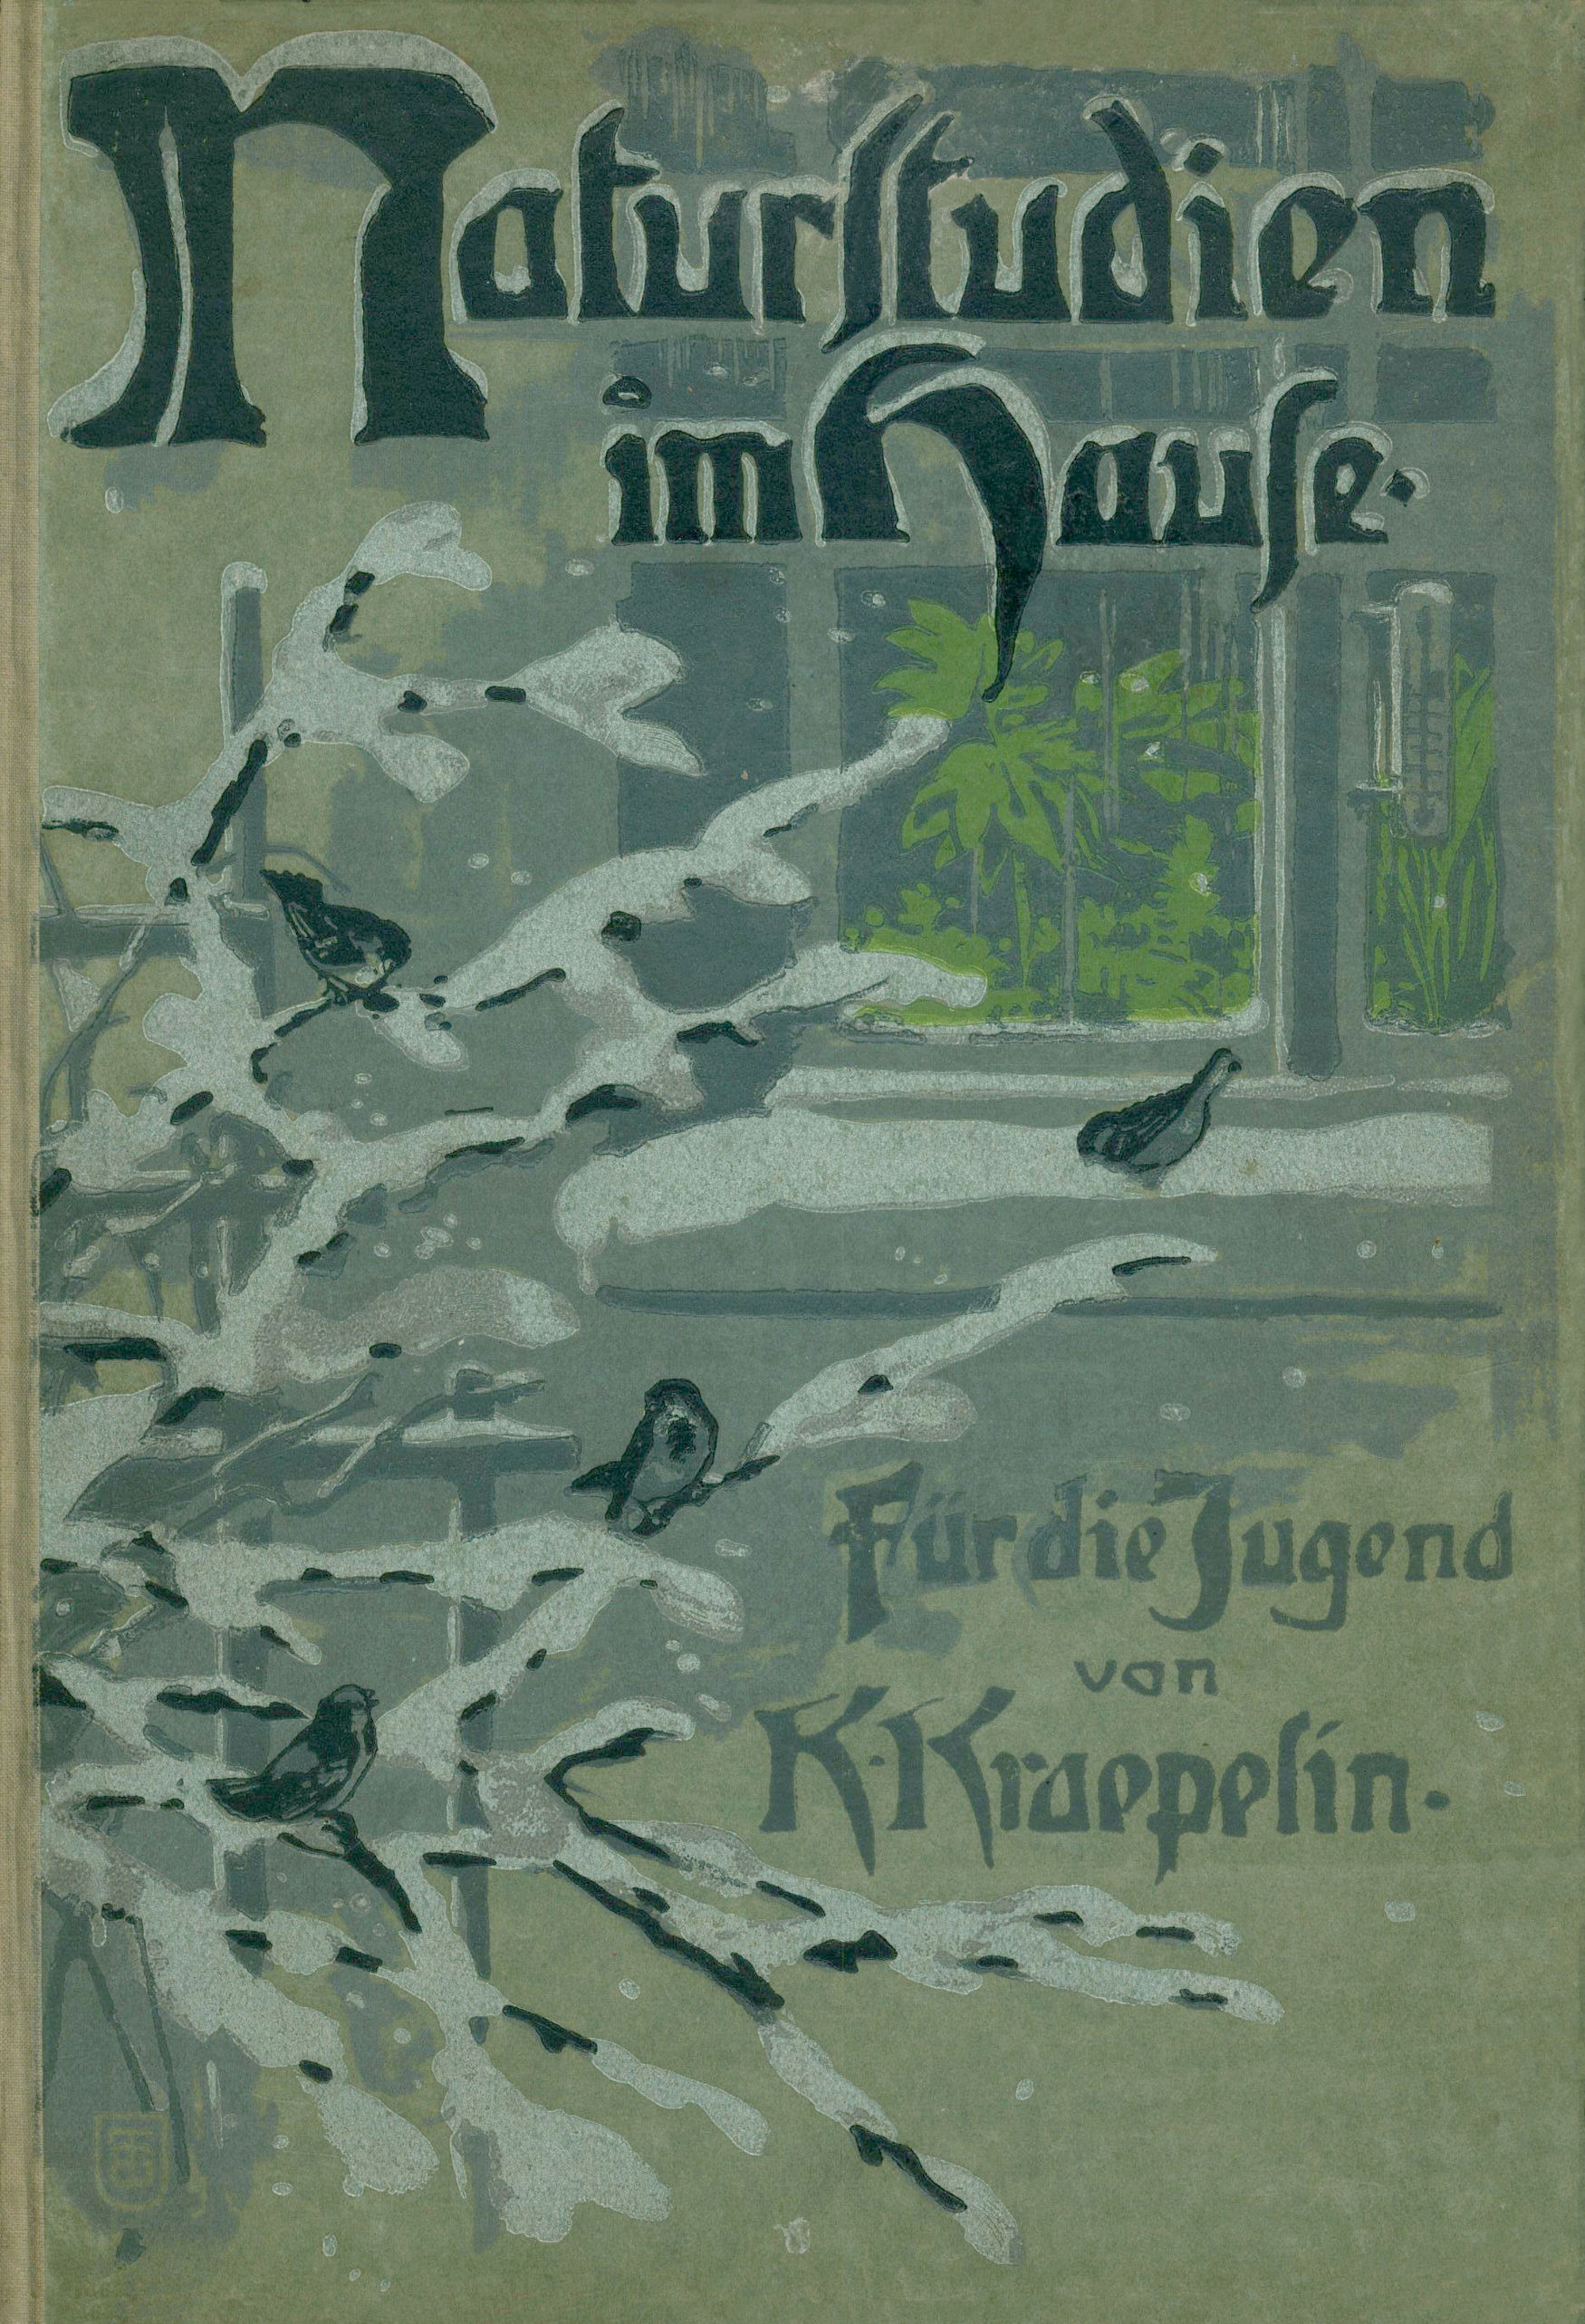 Naturstudien
im Hause.
Für die Jugend
von
K. Kraepelin.